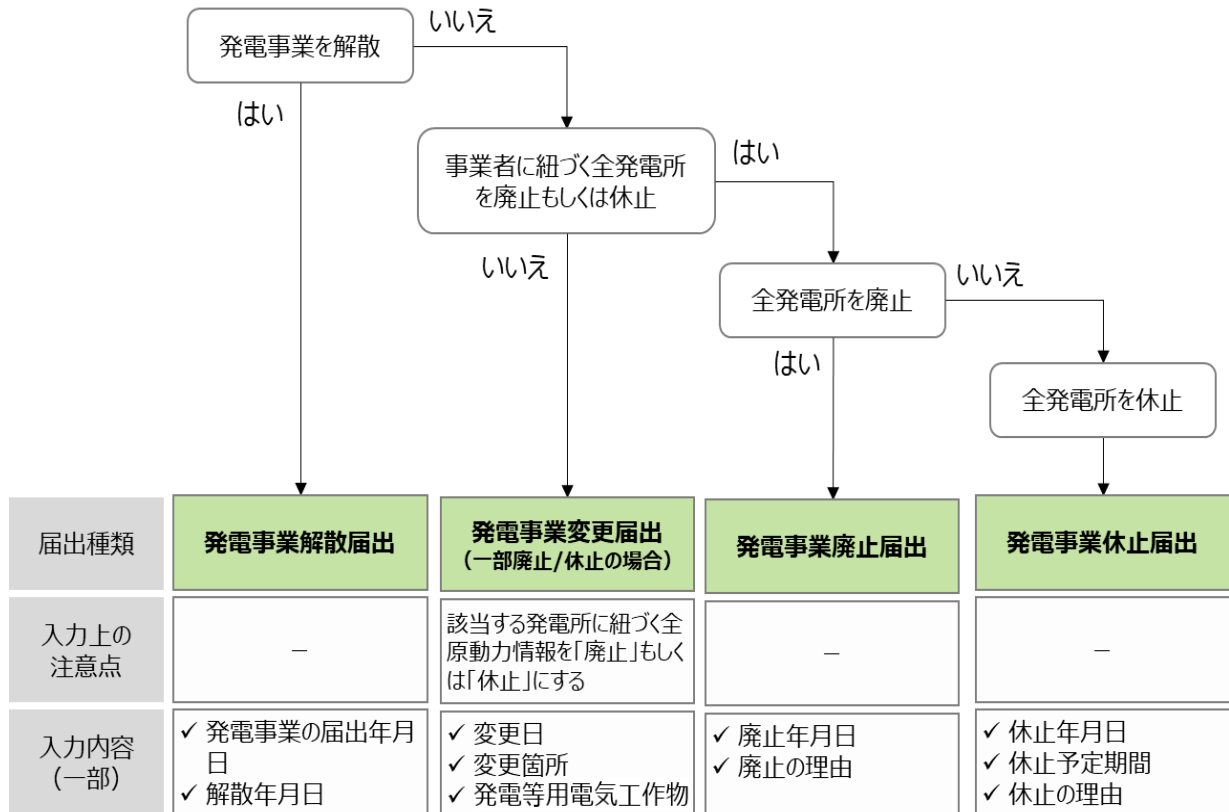 発電事業を解散
いいえ
はい
事業者に紐づく全発電所
を廃止もしくは休止
はい
いいえ
全発電所を廃止
いいえ
はい
全発電所を休止
届出種類
発電事業解散届出
発電事業変更届出
（一部廃止/休止の場合）
発電事業廃止届出
発電事業休止届出
入力上の
注意点
－
該当する発電所に紐づく全
原動力情報を「廃止」もしく
は「休止」にする
－
－
入力内容
（一部）
✓ 発電事業の届出年月
日
✓ 解散年月日
✓ 変更日
✓ 変更箇所
✓ 発電等用電気工作物
✓ 廃止年月日
✓ 廃止の理由
✓ 休止年月日
✓ 休止予定期間
✓ 休止の理由